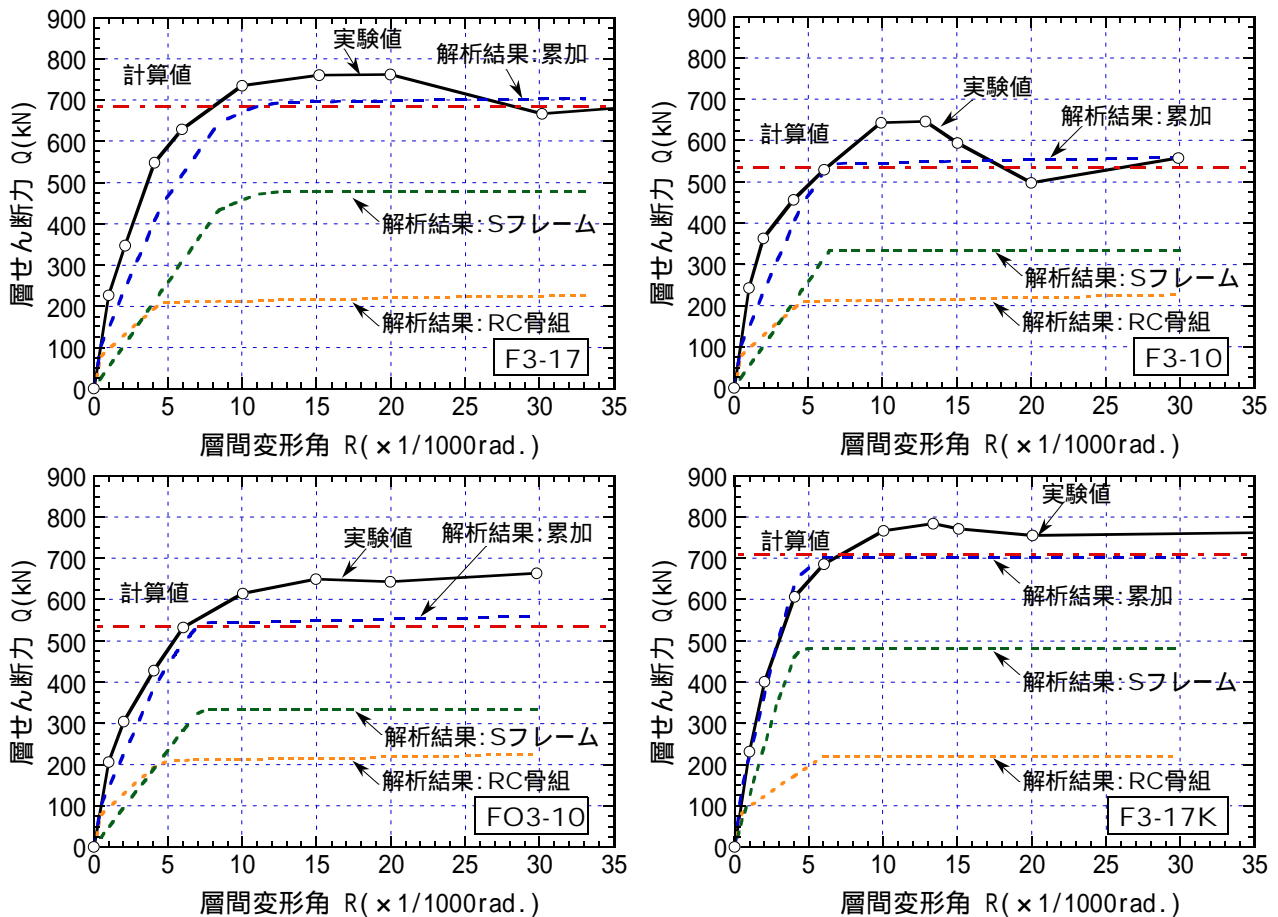 層せん断力 Q(kN)
900
800
700
600
500
400
300
200
100
0
計算値
実験値
解析結果:累加
解析結果:Sフレーム
解析結果:RC骨組
F3-17
0 5 10 15 20 25 30 35
層間変形角 R(×1/1000rad.)
層せん断力 Q(kN)
900
800
700
600
500
400
300
200
100
0
計算値
実験値
解析結果:累加
解析結果:Sフレーム
解析結果:RC骨組
F3-10
0 5 10 15 20 25 30 35
層間変形角 R(×1/1000rad.)
層せん断力 Q(kN)
900
800
700
600
500
400
300
200
100
0
計算値
実験値
解析結果:累加
解析結果:Sフレーム
解析結果:RC骨組
FO3-10
0 5 10 15 20 25 30 35
層間変形角 R(×1/1000rad.)
層せん断力 Q(kN)
900
800
700
600
500
400
300
200
100
0
実験値
計算値
解析結果:累加
解析結果:Sフレーム
解析結果:RC骨組
F3-17K
0 5 10 15 20 25 30 35
層間変形角 R(×1/1000rad.)